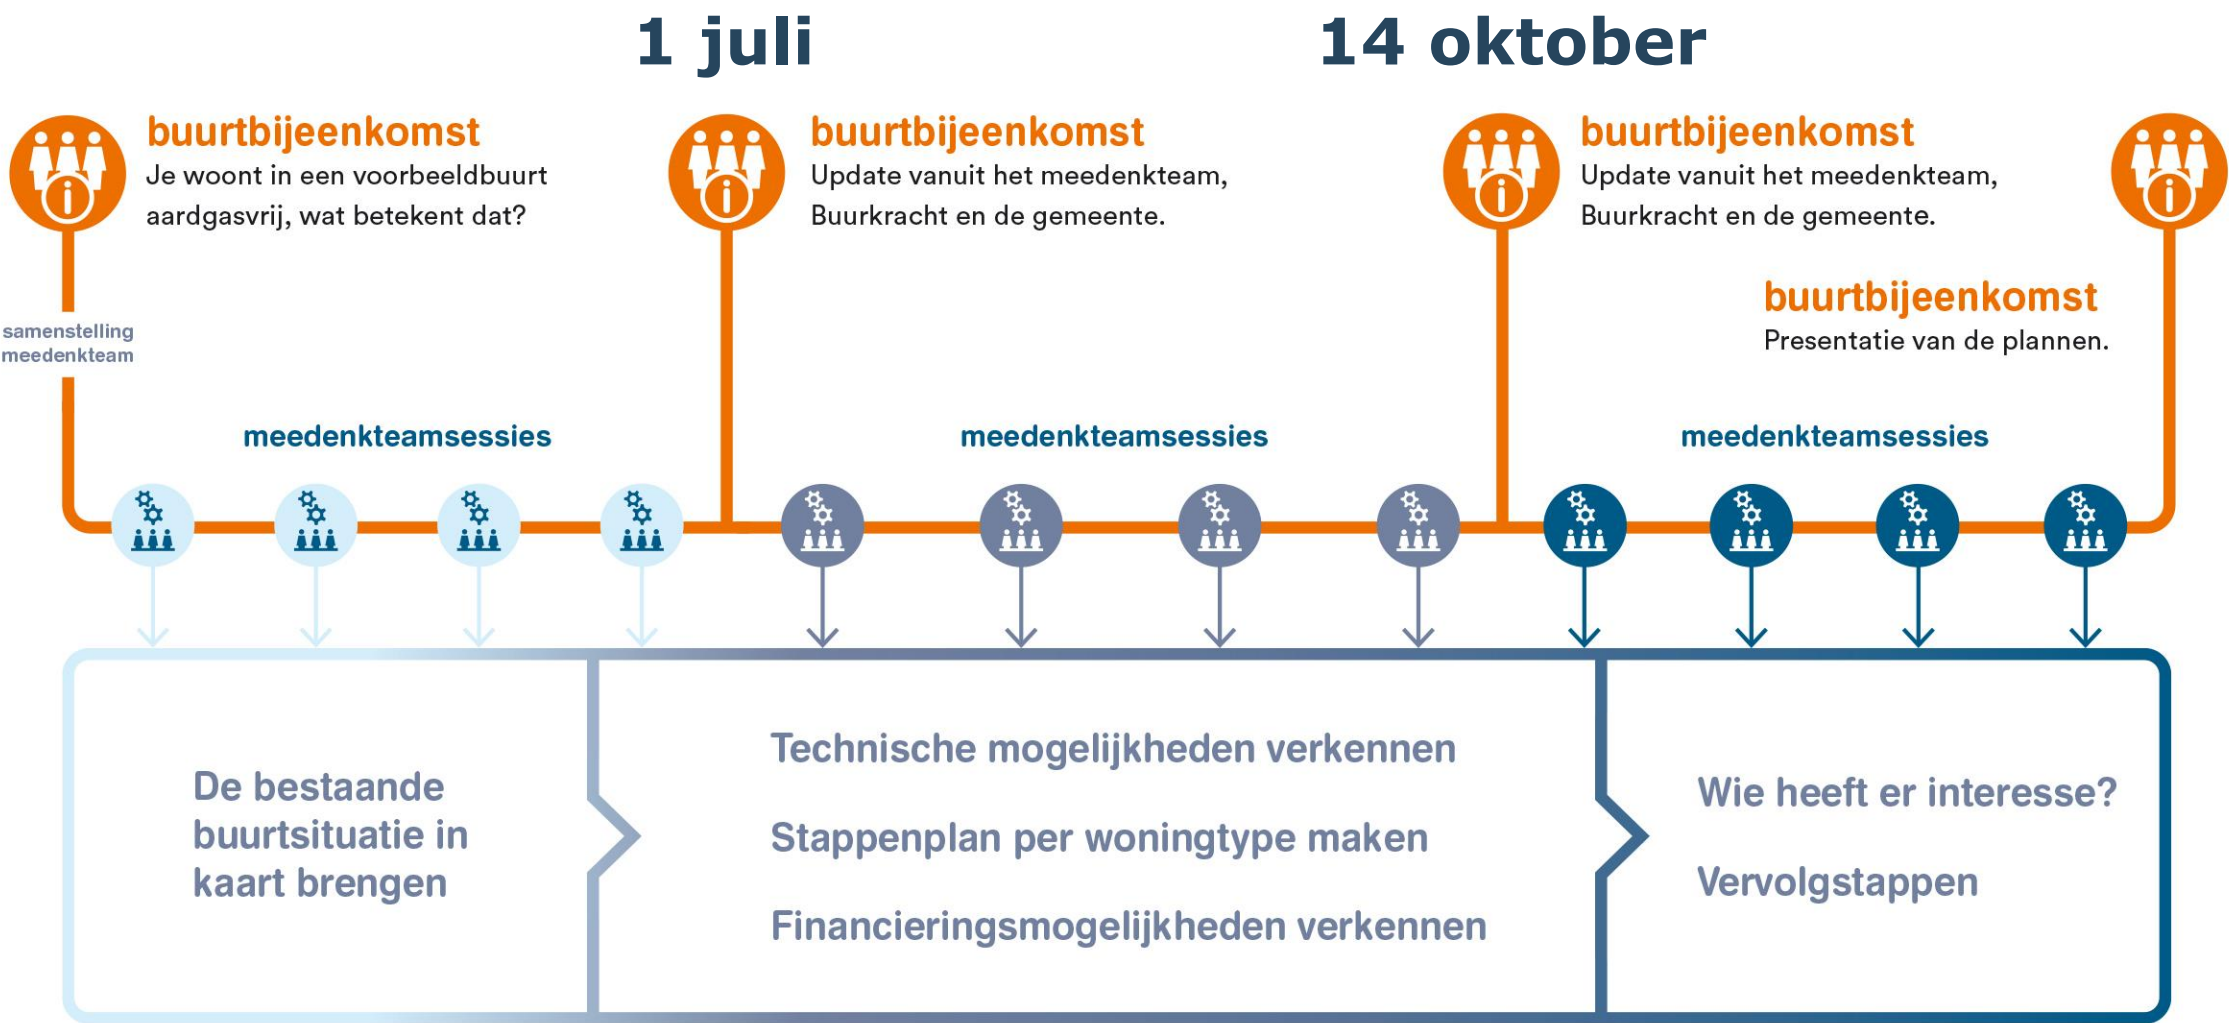 1 juli
14 oktober
buurtbijeenkomst
Je woont in een voorbeeldbuurt
aardgasvrij, wat betekent dat?
buurtbijeenkomst
Update vanuit het meedenkteam,
Buurkracht en de gemeente.
buurtbijeenkomst
Update vanuit het meedenkteam,
Buurkracht en de gemeente.
buurtbijeenkomst
Presentatie van de plannen.
samenstelling
meedenkteam
meedenkteamsessies
meedenkteamsessies
meedenkteamsessies
De bestaande
buurtsituatie in
kaart brengen
Technische mogelijkheden verkennen
Stappenplan per woningtype maken
Financieringsmogelijkheden verkennen
Wie heeft er interesse?
Vervolgstappen